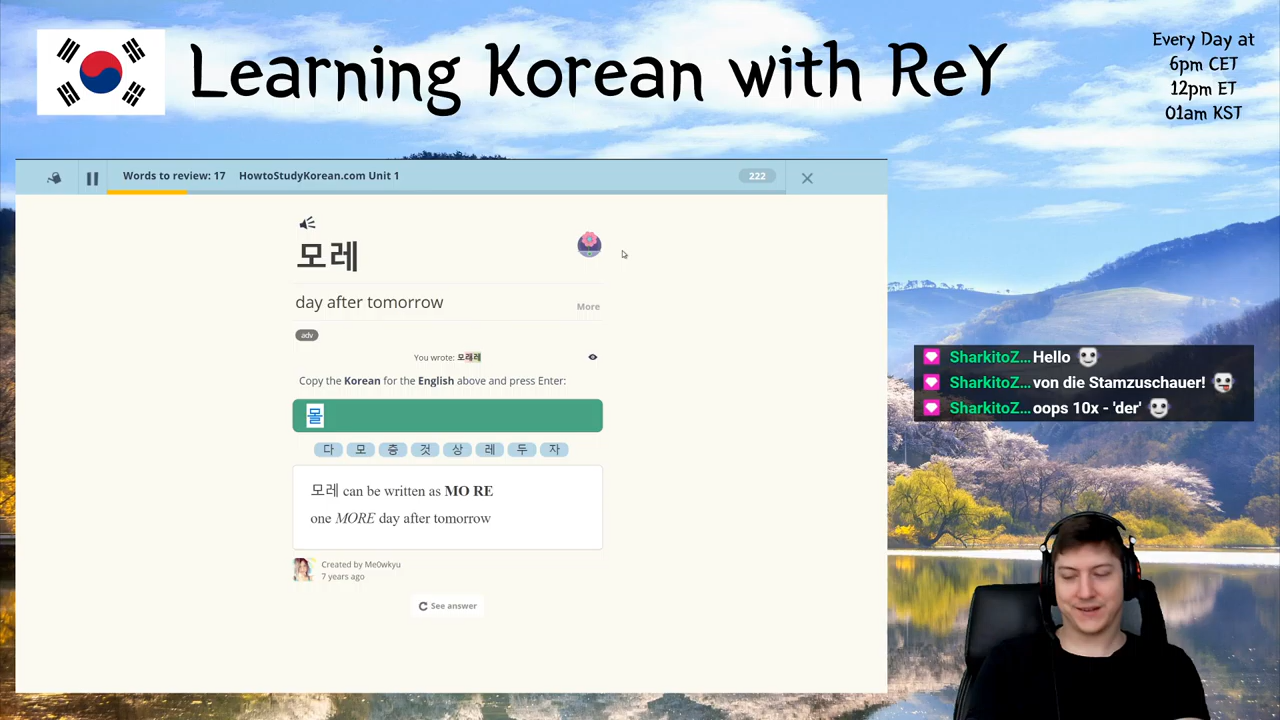 Learning Korean with ReY
Every Day at
6pm CET
12pm ET
01am KST
Words to review: 17 HowtoStudyKorean.com Unit 1
222
모레
day after tomorrow
More
adv
You wrote: 모래레
Copy the Korean for the English above and press Enter:
몰
다 모 층 것 상 레 두 자
모레 can be written as MO RE
one MORE day after tomorrow
Created by Me0wkyu
7 years ago
See answer
SharkitoZ... Hello
SharkitoZ... von die Stamzuschauer!
SharkitoZ... oops 10x - 'der'